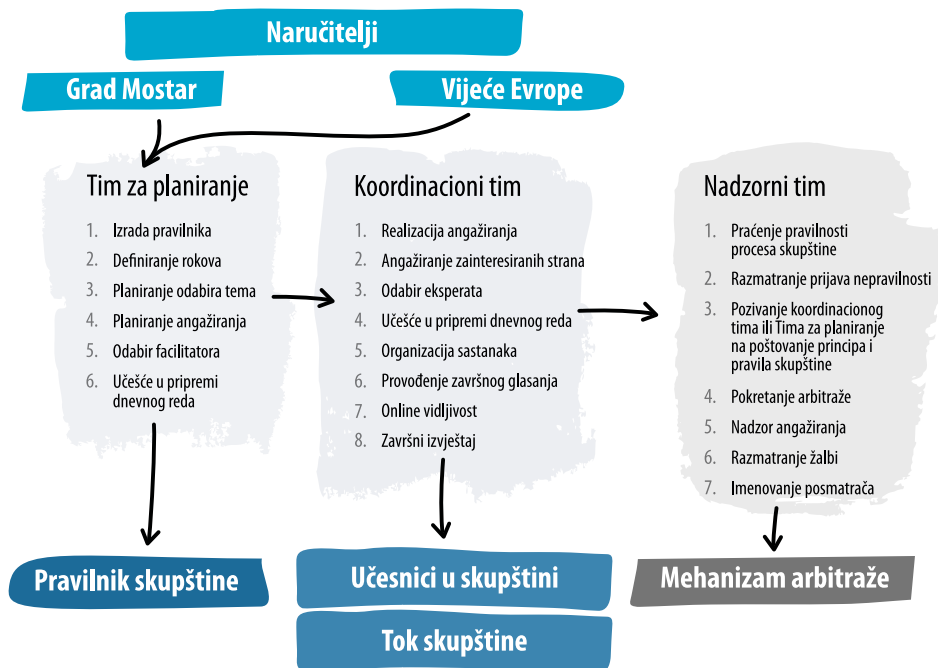 Naručitelji
Grad Mostar
Vijeće Evrope
Tim za planiranje
1. Izrada pravilnika
2. Definiranje rokova
3. Planiranje odabira tema
4. Planiranje angažiranja
5. Odabir facilitatora
6. Učešće u pripremi
dnevnog reda
Koordinacioni tim
1. Realizacija angažiranja
2. Angažiranje zainteresiranih strana
3. Odabir eksperata
4. Učešće u pripremi dnevnog reda
5. Organizacija sastanaka
6. Provođenje završnog glasanja
7. Online vidljivost
8. Završni izvještaj
Nadzorni tim
1. Praćenje pravilnosti
procesa skupštine
2. Razmatranje prijava nepravilnosti
3. Pozivanje koordinacionog
tima ili Tima za planiranje
na poštovanje principa i
pravila skupštine
4. Pokretanje arbitraže
5. Nadzor angažiranja
6. Razmatranje žalbi
7. Imenovanje posmatrača
Pravilnik skupštine
Učesnici u skupštini
Tok skupštine
Mehanizam arbitraže